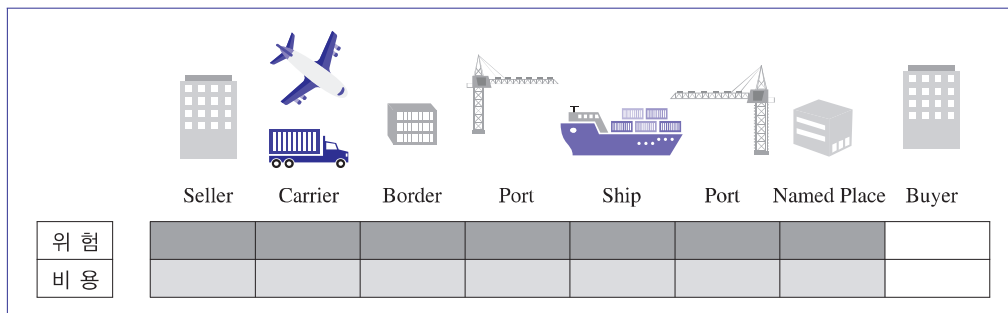 Seller Carrier Border Port Ship Port Named Place Buyer
위 험
비 용